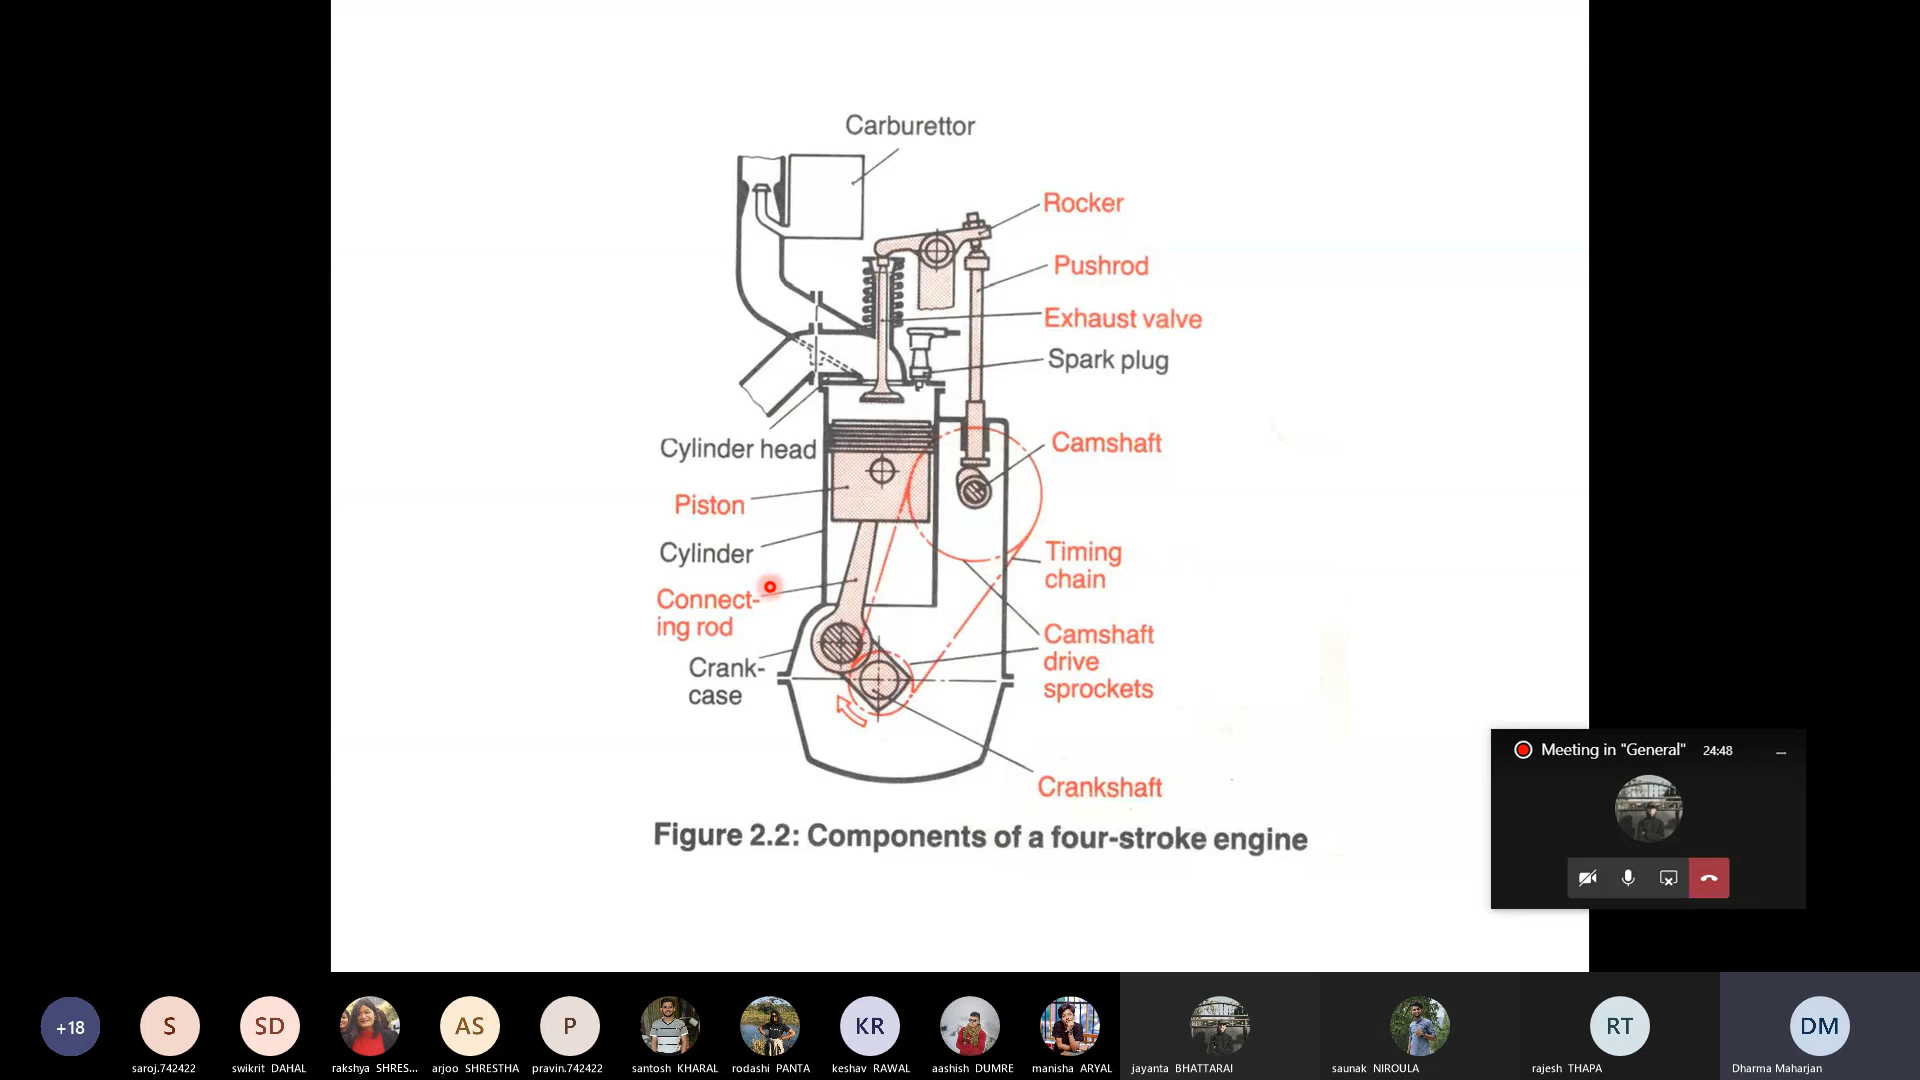 Carburettor
Rocker
Pushrod
Exhaust valve
Spark plug
Cylinder head
Camshaft
Piston
Cylinder
Timing
chain
Connect-
ing rod
Camshaft
drive
sprockets
Crank-
case
Crankshaft
Figure 2.2: Components of a four-stroke engine
Meeting in "General" 24:48
+18
S
SD
AS
P
KR
RT
DM
saroj.742422
swikrit DAHAL
rakshya SHRES...
arjoo SHRESTHA
pravin.742422
santosh KHARAL
rodashi PANTA
keshav RAWAL
aashish DUMRE
manisha ARYAL
jayanta BHATTARAI
saunak NIROULA
rajesh THAPA
Dharma Maharjan